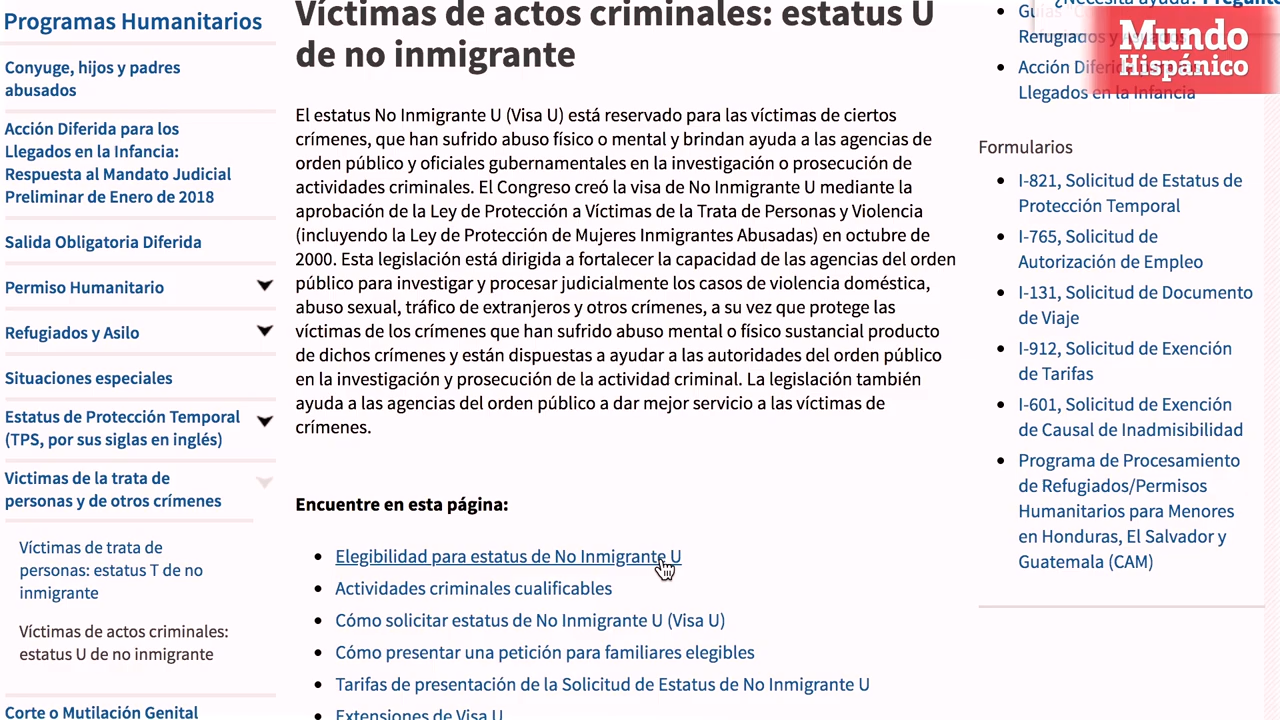 Programas Humanitarios
Conyuge, hijos y padres
abusados
Acción Diferida para los
Llegados en la Infancia:
Respuesta al Mandato Judicial
Preliminar de Enero de 2018
Salida Obligatoria Diferida
Permiso Humanitario
Refugiados y Asilo
Situaciones especiales
Estatus de Protección Temporal
(TPS, por sus siglas en inglés)
Victimas de la trata de
personas y de otros crímenes
Víctimas de trata de
personas: estatus T de no
inmigrante
Víctimas de actos criminales:
estatus U de no inmigrante
Corte o Mutilación Genital
Víctimas de actos criminales: estatus U
de no inmigrante
El estatus No Inmigrante U (Visa U) está reservado para las víctimas de ciertos
crímenes, que han sufrido abuso físico o mental y brindan ayuda a las agencias de
orden público y oficiales gubernamentales en la investigación o prosecución de
actividades criminales. El Congreso creó la visa de No Inmigrante U mediante la
aprobación de la Ley de Protección a Víctimas de la Trata de Personas y Violencia
(incluyendo la Ley de Protección de Mujeres Inmigrantes Abusadas) en octubre de
2000. Esta legislación está dirigida a fortalecer la capacidad de las agencias del orden
público para investigar y procesar judicialmente los casos de violencia doméstica,
abuso sexual, tráfico de extranjeros y otros crímenes, a su vez que protege las
víctimas de los crímenes que han sufrido abuso mental o físico sustancial producto
de dichos crímenes y están dispuestas a ayudar a las autoridades del orden público
en la investigación y prosecución de la actividad criminal. La legislación también
ayuda a las agencias del orden público a dar mejor servicio a las víctimas de
crímenes.
Encuentre en esta página:
Elegibilidad para estatus de No Inmigrante U
Actividades criminales cualificables
Cómo solicitar estatus de No Inmigrante U (Visa U)
Cómo presentar una petición para familiares elegibles
Tarifas de presentación de la Solicitud de Estatus de No Inmigrante U
Extensiones de Visa U
¿Necesita ayuda?
Guías
Refugiados y
Acción Diferida
Llegados en la Infancia
Mundo
Hispánico
Formularios
I-821, Solicitud de Estatus de
Protección Temporal
I-765, Solicitud de
Autorización de Empleo
I-131, Solicitud de Documento
de Viaje
I-912, Solicitud de Exención
de Tarifas
I-601, Solicitud de Exención
de Causal de Inadmisibilidad
Programa de Procesamiento
de Refugiados/Permisos
Humanitarios para Menores
en Honduras, El Salvador y
Guatemala (CAM)